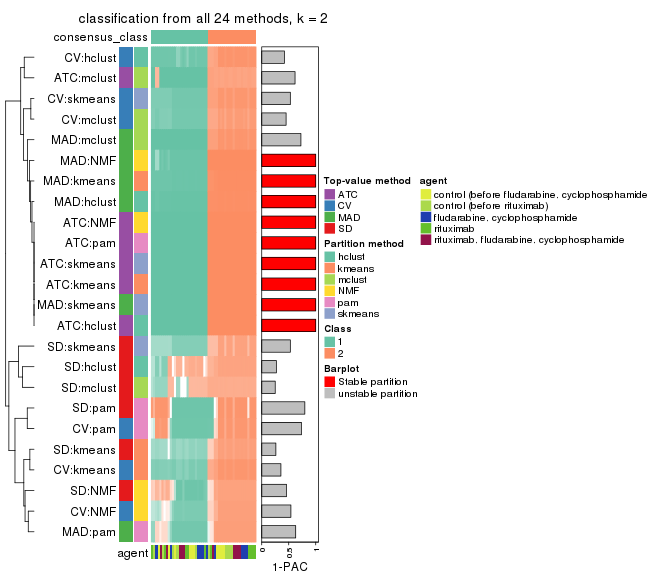 classification from all 24 methods, k = 2
consensus_class
CV:hclust
ATC:mclust
CV:skmeans
CV:mclust
MAD:mclust
MAD:NMF
MAD:kmeans
MAD:hclust
ATC:NMF
ATC:pam
ATC:skmeans
ATC:kmeans
MAD:skmeans
ATC:hclust
SD:skmeans
SD:hclust
SD:mclust
SD:pam
CV:pam
SD:kmeans
CV:kmeans
SD:NMF
CV:NMF
MAD:pam
agent
0
0.5
1
1-PAC
Top-value method
ATC
CV
MAD
SD
Partition method
hclust
kmeans
mclust
NMF
pam
skmeans
Class
1
2
Barplot
Stable partition
unstable partition
agent
control (before fludarabine. cyclophosphamide
control (before rituximab)
fludarabine. cyclophosphamide
rituximab
rituximab. fludarabine. cyclophosphamide